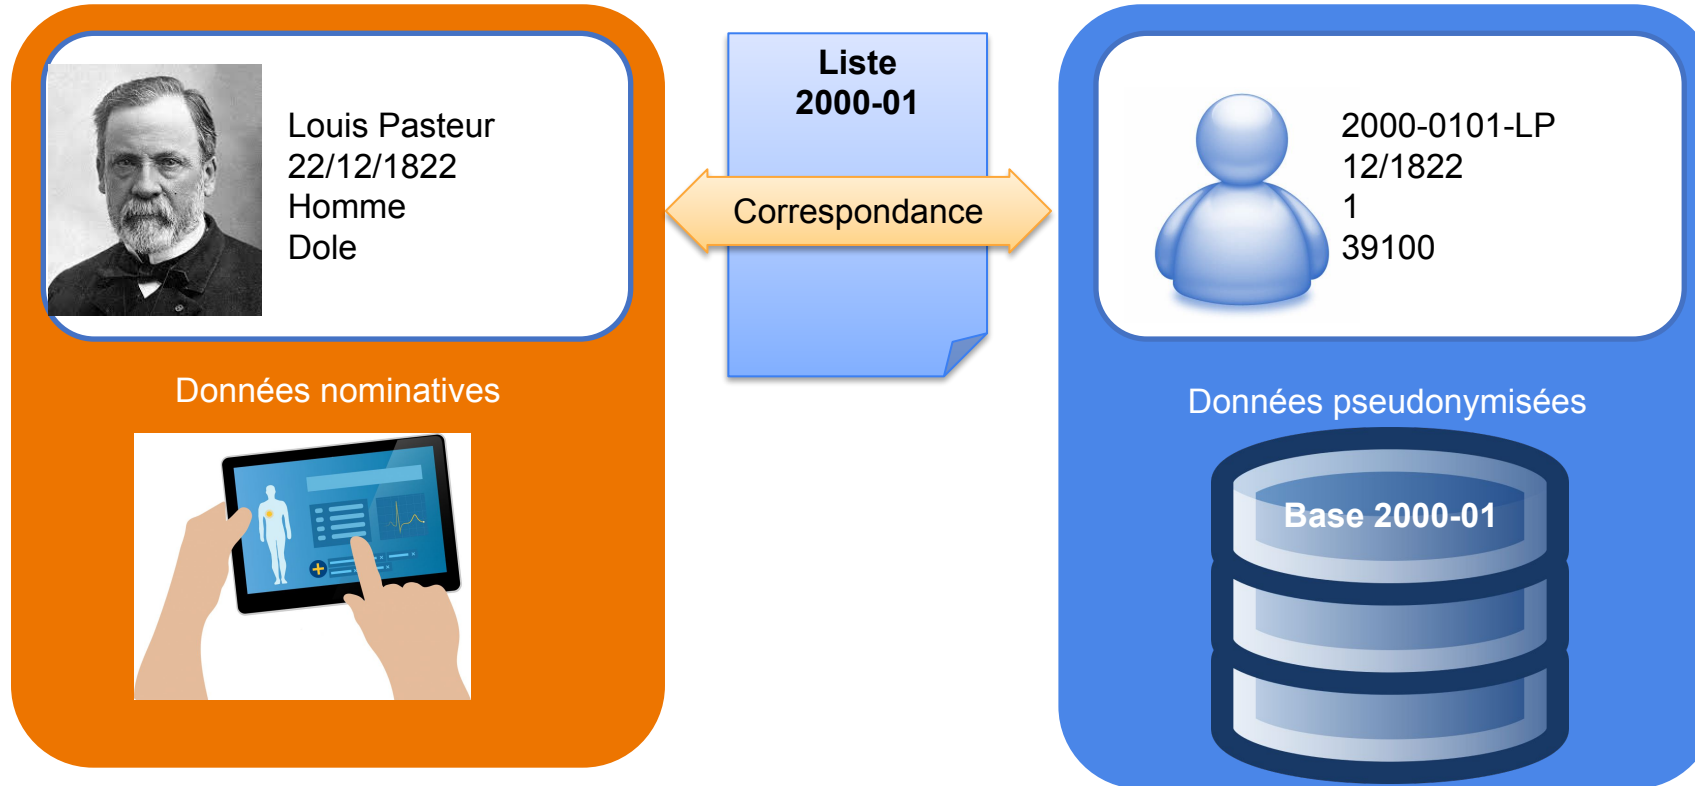 Louis Pasteur
22/12/1822
Homme
Dole
Données nominatives
Liste
2000-01
Correspondance
2000-0101-LP
12/1822
1
39100
Données pseudonymisées
Base 2000-01